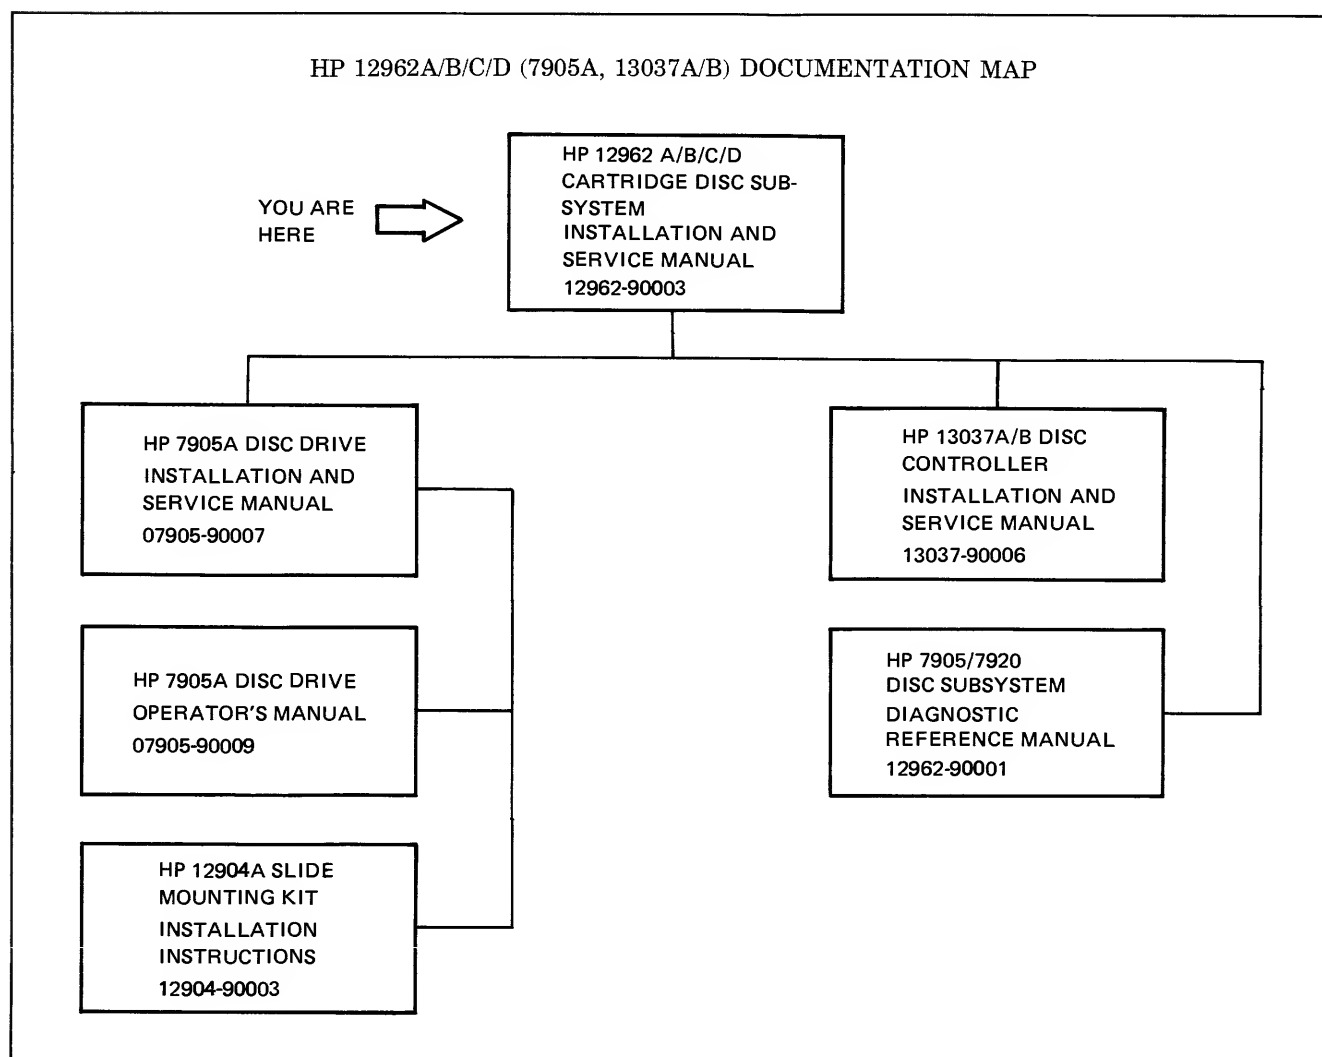 HP 12962A/B/C/D (7905A, 13037A/B) DOCUMENTATION MAP
YOU ARE
HERE
HP 12962 A/B/C/D
CARTRIDGE DISC SUB-
SYSTEM
INSTALLATION AND
SERVICE MANUAL
12962-90003
HP 7905A DISC DRIVE
INSTALLATION AND
SERVICE MANUAL
07905-90007
HP 7905A DISC DRIVE
OPERATOR'S MANUAL
07905-90009
HP 12904A SLIDE
MOUNTING KIT
INSTALLATION
INSTRUCTIONS
12904-90003
HP 13037A/B DISC
CONTROLLER
INSTALLATION AND
SERVICE MANUAL
13037-90006
HP 7905/7920
DISC SUBSYSTEM
DIAGNOSTIC
REFERENCE MANUAL
12962-90001